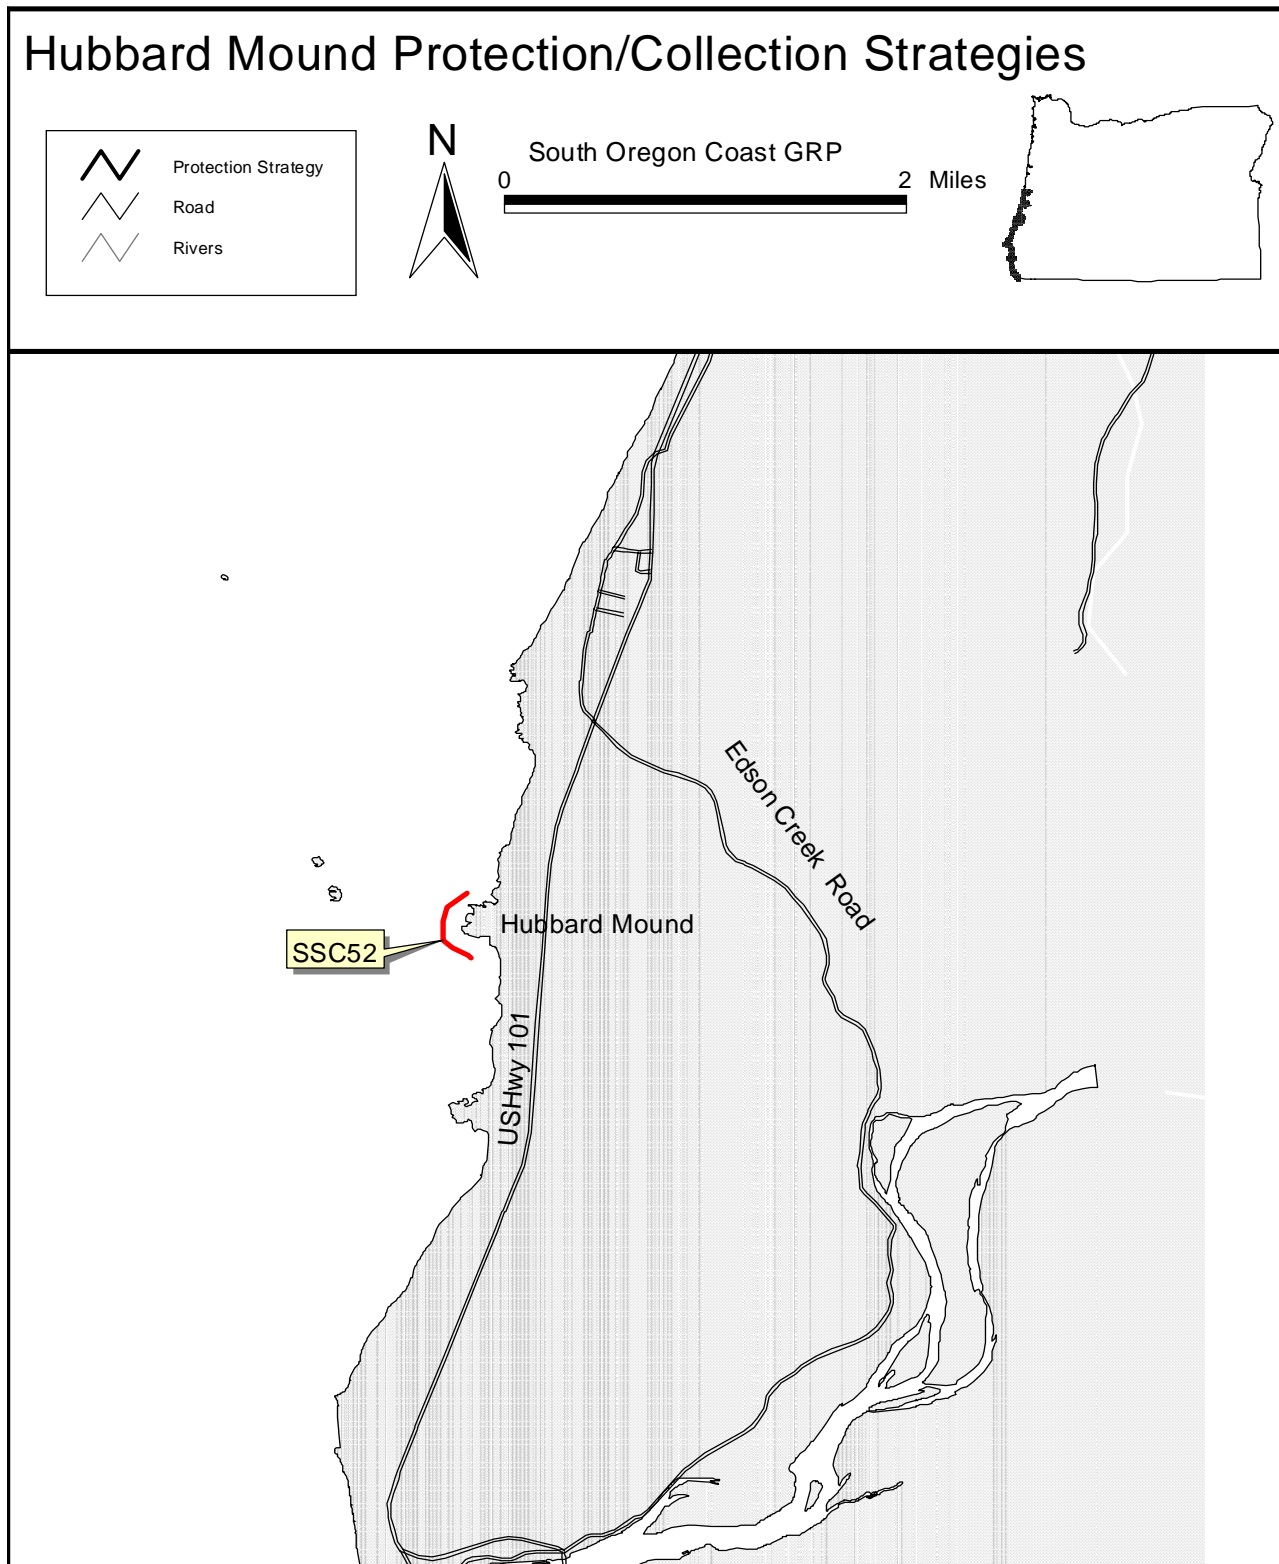 Hubbard Mound Protection/Collection Strategies
Protection Strategy
Road
Rivers
N
South Oregon Coast GRP
0 2 Miles
Edson Creek Road
Hubbard Mound
SSC52
USHwy 101